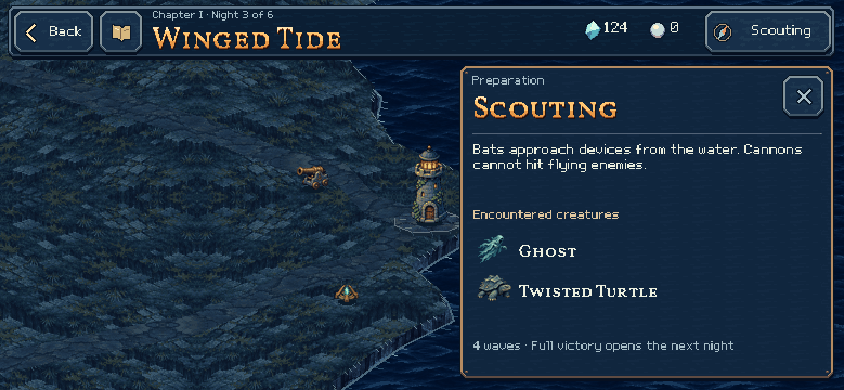 Back
Chapter I · Night 3 of 6
Winged Tide
124
0
Scouting
Preparation
Scouting
Bats approach devices from the water. Cannons
cannot hit flying enemies.
Encountered creatures
Ghost
Twisted Turtle
4 waves · Full victory opens the next night